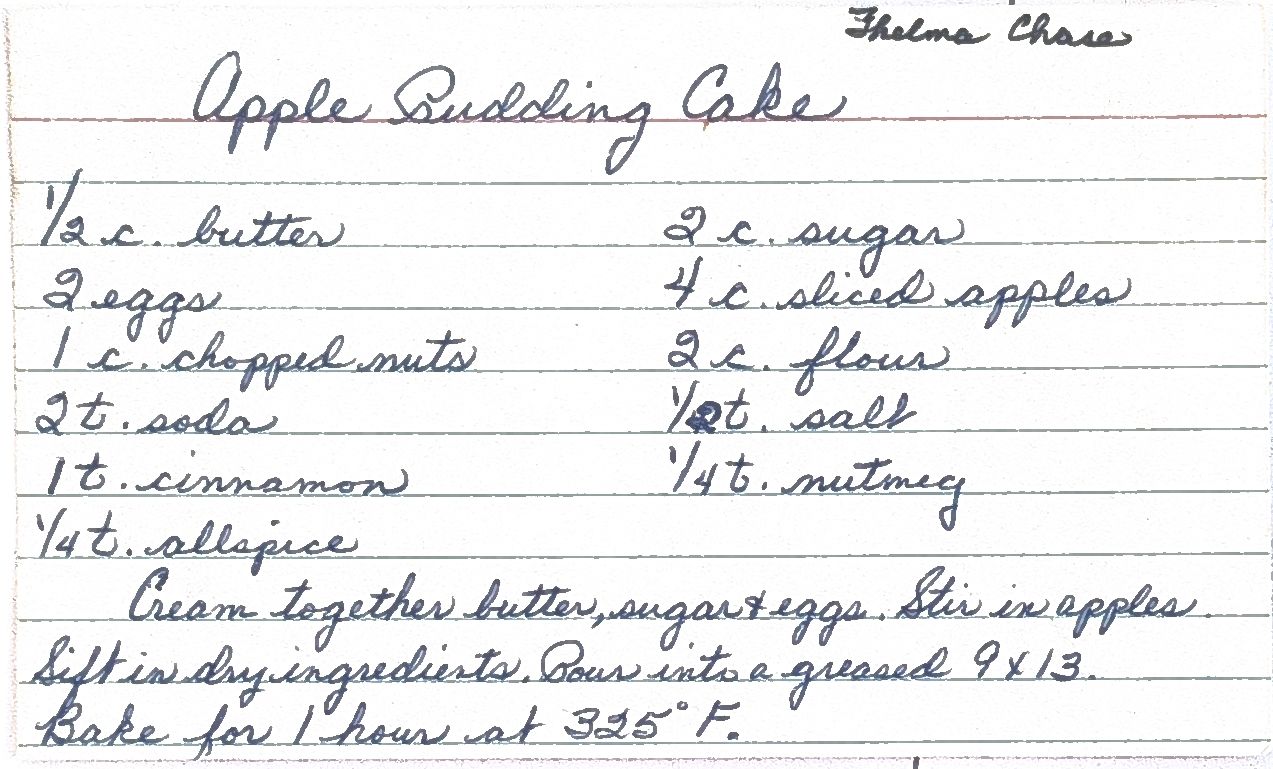 Thelma Chase
Apple Pudding Cake
1/2 c. butter 2 c. sugar
2 eggs 4 c. sliced apples
1 c. chopped nuts 2 c. flour
2 t. soda 1/2 t. salt
1 t. cinnamon 1/4 t. nutmeg
1/4 t. allspice
Cream together butter, sugar & eggs. Stir in apples.
Sift in dry ingredients. Pour into a greased 9 x 13.
Bake for 1 hour at 325° F.